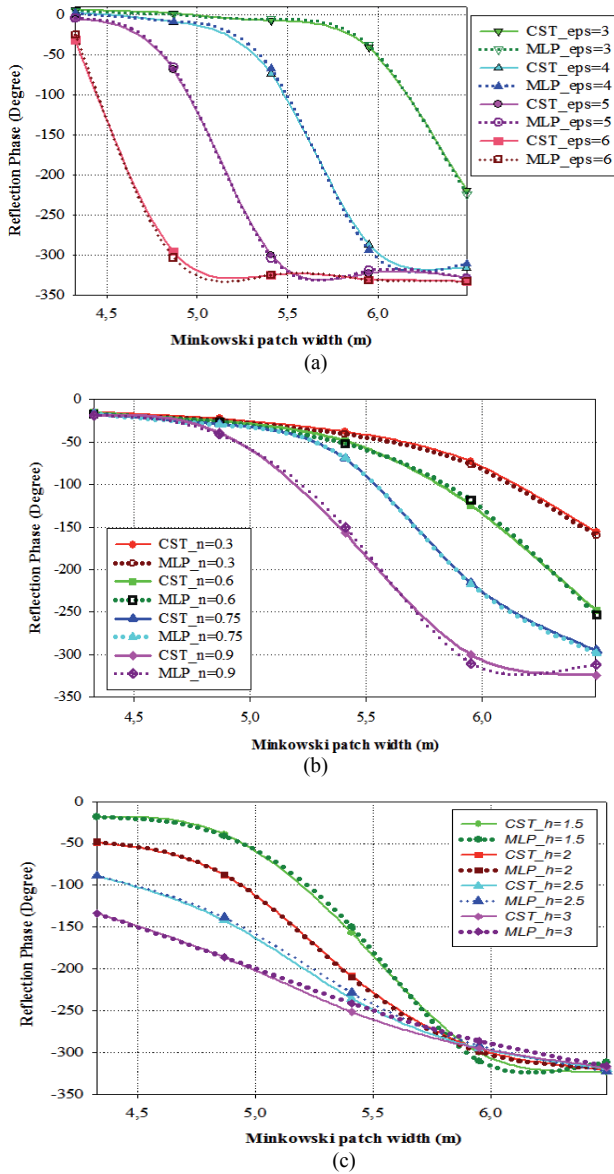 0
-50
-100
-150
-200
-250
-300
-350
Reflection Phase (Degree)
CST_eps=3
MLP_eps=3
CST_eps=4
MLP_eps=4
CST_eps=5
MLP_eps=5
CST_eps=6
MLP_eps=6
4,5 5,0 5,5 6,0
Minkowski patch width (m)
(a)
0
-50
-100
-150
-200
-250
-300
-350
Reflection Phase (Degree)
CST_n=0.3
MLP_n=0.3
CST_n=0.6
MLP_n=0.6
CST_n=0.75
MLP_n=0.75
CST_n=0.9
MLP_n=0.9
4,5 5,0 5,5 6,0
Minkowski patch width (m)
(b)
0
-50
-100
-150
-200
-250
-300
-350
Reflection Phase (Degree)
CST_h=1.5
MLP_h=1.5
CST_h=2
MLP_h=2
CST_h=2.5
MLP_h=2.5
CST_h=3
MLP_h=3
4,5 5,0 5,5 6,0
Minkowski patch width (m)
(c)